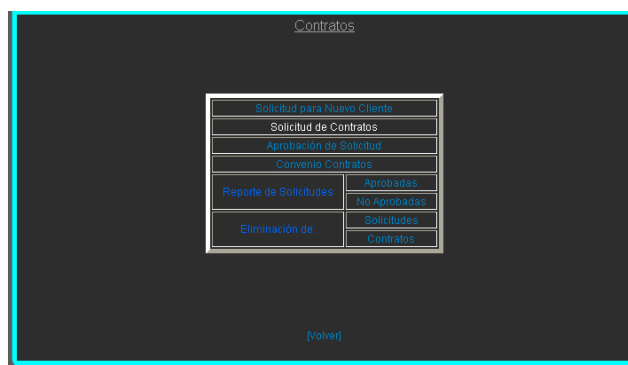 Contratos
Solicitud para Nuevo Cliente
Solicitud de Contratos
Aprobación de Solicitud
Convenio Contratos
Reporte de Solicitudes
Aprobadas
No Aprobadas
Eliminación de:
Solicitudes
Contratos
[Volver]